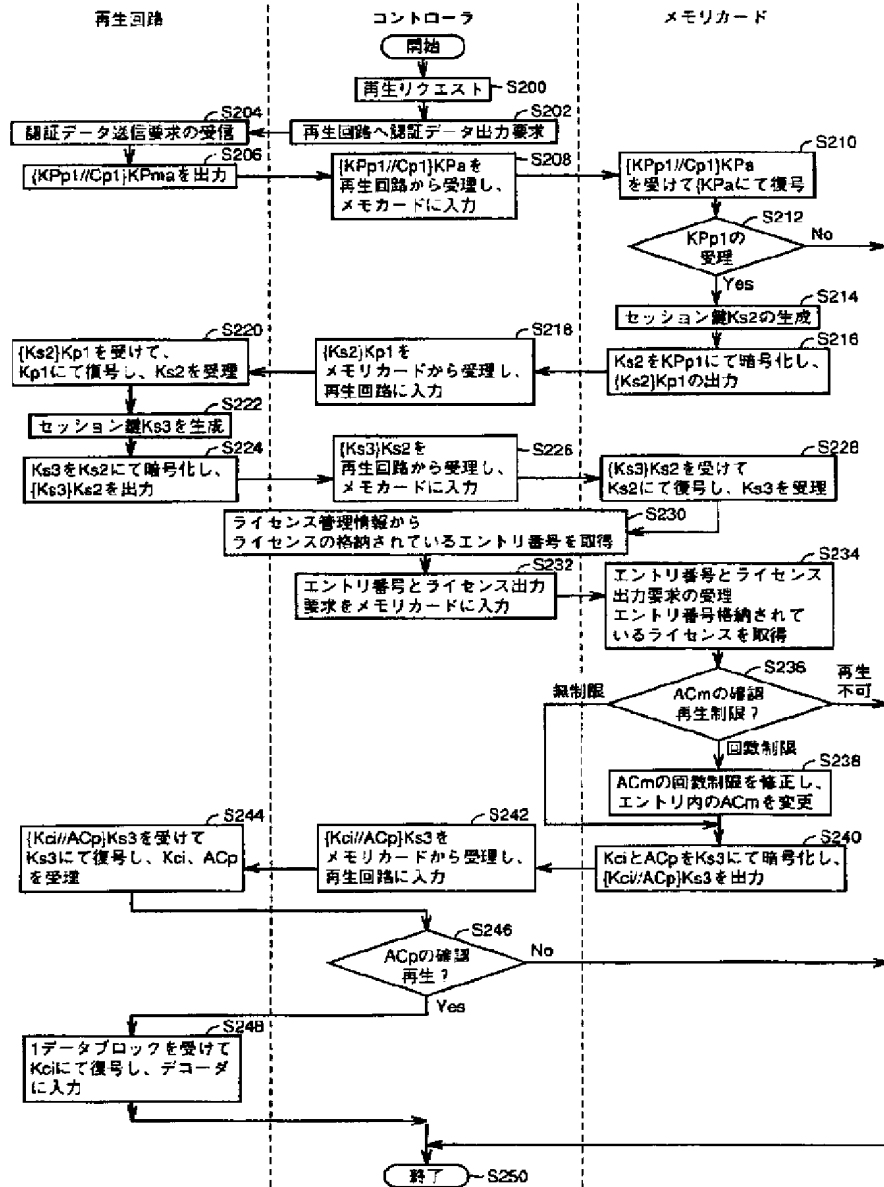 再生回路
コントローラ
メモリカード
開始
再生リクエスト
S200
S202
再生回路へ認証データ出力要求
S204
認証データ送信要求の受信
S206
{KPp1//Cp1}KPmaを出力
S208
{KPp1//Cp1}KPaを
再生回路から受理し、
メモカードに入力
S210
{KPp1//Cp1}KPa
を受けて{KPaにて復号
S212
KPp1の
受理
No
Yes
S214
セッション鍵Ks2の生成
S216
Ks2をKPp1にて暗号化し、
{Ks2}Kp1の出力
S218
{Ks2}Kp1を
メモリカードから受理し、
再生回路に入力
S220
{Ks2}Kp1を受けて、
Kp1にて復号し、Ks2を受理
S222
セッション鍵Ks3を生成
S224
Ks3をKs2にて暗号化し、
{Ks3}Ks2を出力
{Ks3}Ks2を
再生回路から受理し、
メモカードに入力
S226
S228
{Ks3}Ks2を受けて
Ks2にて復号し、Ks3を受理
S230
ライセンス管理情報から
ライセンスの格納されているエントリ番号を取得
S232
エントリ番号とライセンス出力
要求をメモリカードに入力
S234
エントリ番号とライセンス
出力要求の受理
エントリ番号格納されて
いるライセンスを取得
S236
ACmの確認
再生制限？
無制限
再生
不可
回数制限
S238
ACmの回数制限を修正し、
エントリ内のACmを変更
S240
KciとACpをKs3にて暗号化し、
{Kci//ACp}Ks3を出力
S242
{Kci//ACp}Ks3を
メモリカードから受理し、
再生回路に入力
S244
{Kci//ACp}Ks3を受けて
Ks3にて復号し、Kci、ACp
を受理
S246
ACpの確認
再生？
No
Yes
S248
1データブロックを受けて
Kciにて復号し、デコーダ
に入力
終了
S250